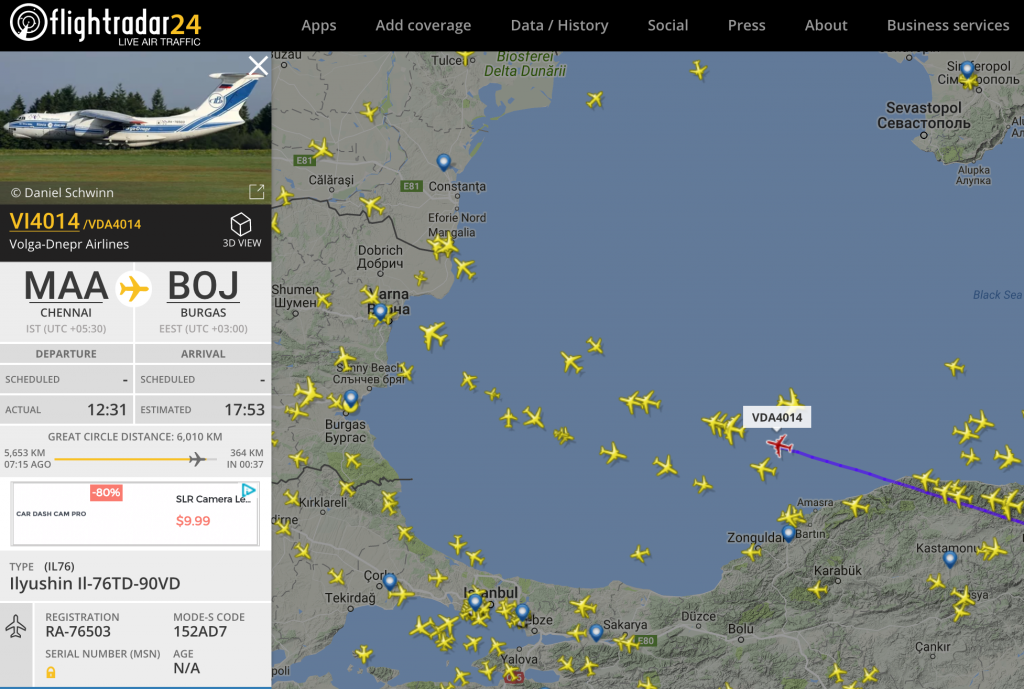 flightradar24
LIVE AIR TRAFFIC
Apps
Add coverage
Data / History
Social
Press
About
Business services
© Daniel Schwinn
VI4014 /VDA4014
Volga-Dnepr Airlines
3D VIEW
MAA
BOJ
CHENNAI
BURGAS
IST (UTC +05:30)
EEST (UTC +03:00)
DEPARTURE
ARRIVAL
SCHEDULED -
SCHEDULED -
ACTUAL 12:31
ESTIMATED 17:53
GREAT CIRCLE DISTANCE: 6,010 KM
5,653 KM
07:15 AGO
364 KM
IN 00:37
-80%
CAR DASH CAM PRO
SLR Camera Le...
$9.99
TYPE (IL76)
Ilyushin Il-76TD-90VD
REGISTRATION
RA-76503
MODE-S CODE
152AD7
SERIAL NUMBER (MSN)
AGE
N/A
Tulcea
Biosferei
Delta Dunării
Sevastopol
Севастополь
Alupka
Алупка
E81
E81
Călărași
Constanța
Eforie Nord
Mangalia
Dobrich
Добрич
Shumen
Шумен
Varna
Варна
Black Sea
Sunny Beach
Слънчев бряг
VDA4014
Burgas
Бургас
Kırklareli
Amasra
Bartın
Zonguldak
Kastamonu
Karabük
Tekirdağ
Istanbul
Gebze
Sakarya
E80
Düzce
Bolu
Çankırı
Yalova